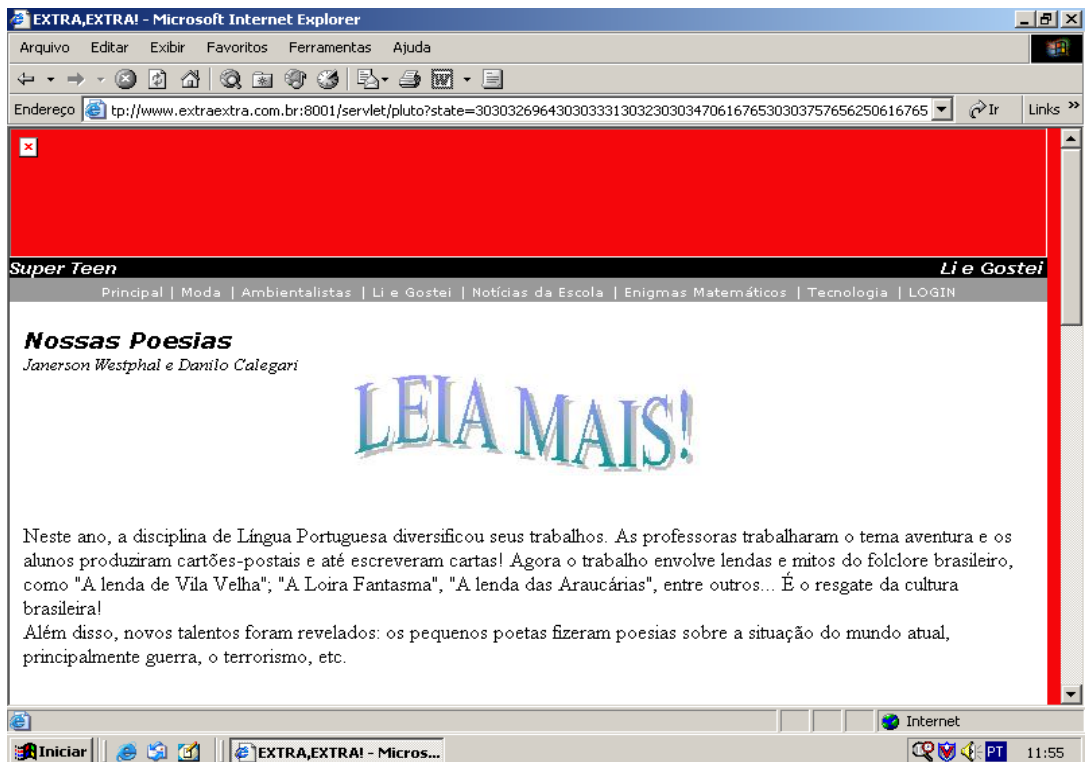 EXTRA,EXTRA! - Microsoft Internet Explorer
Arquivo Editar Exibir Favoritos Ferramentas Ajuda
Endereço tp://www.extraextra.com.br:8001/servlet/pluto?state=30303269643030333130323030347061676530303757656250616765 Ir Links »
Super Teen Li e Gostei
Principal | Moda | Ambientalistas | Li e Gostei | Notícias da Escola | Enigmas Matemáticos | Tecnologia | LOGIN
Nossas Poesias
Janerson Westphal e Danilo Calegari
LEIA MAIS!
Neste ano, a disciplina de Língua Portuguesa diversificou seus trabalhos. As professoras trabalharam o tema aventura e os
alunos produziram cartões-postais e até escreveram cartas! Agora o trabalho envolve lendas e mitos do folclore brasileiro,
como "A lenda de Vila Velha"; "A Loira Fantasma", "A lenda das Araucárias", entre outros... É o resgate da cultura
brasileira!
Além disso, novos talentos foram revelados: os pequenos poetas fizeram poesias sobre a situação do mundo atual,
principalmente guerra, o terrorismo, etc.
Internet
Iniciar EXTRA,EXTRA! - Micros... PT 11:55